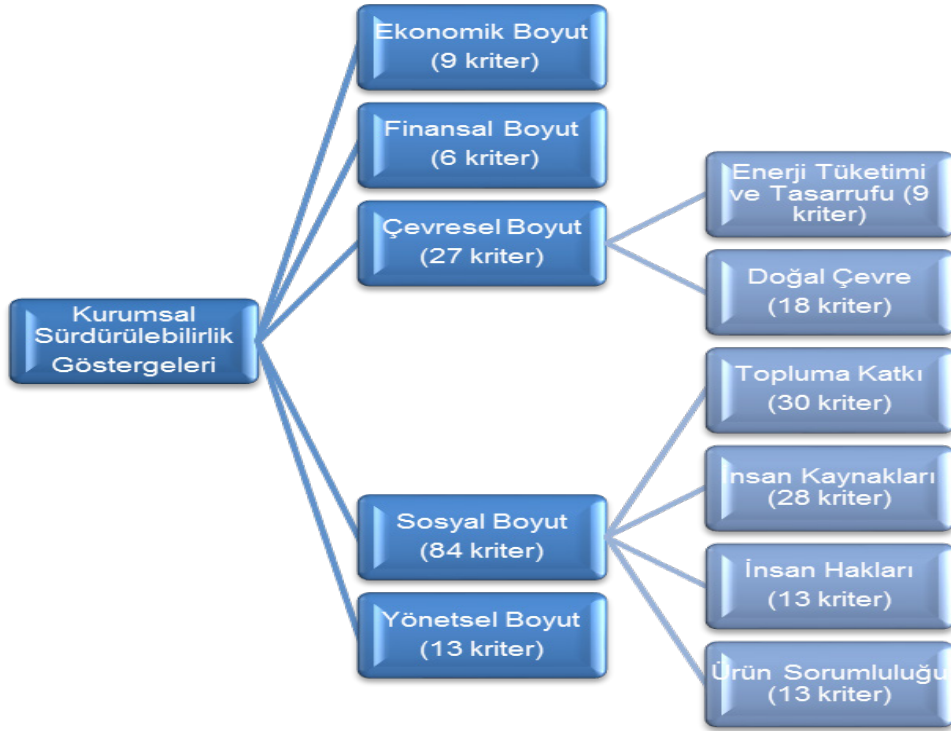 Kurumsal
Sürdürülebilirlik
Göstergeleri
Ekonomik Boyut
(9 kriter)
Finansal Boyut
(6 kriter)
Çevresel Boyut
(27 kriter)
Enerji Tüketimi
ve Tasarrufu (9
kriter)
Doğal Çevre
(18 kriter)
Sosyal Boyut
(84 kriter)
Topluma Katkı
(30 kriter)
İnsan Kaynakları
(28 kriter)
İnsan Hakları
(13 kriter)
Ürün Sorumluluğu
(13 kriter)
Yönetsel Boyut
(13 kriter)